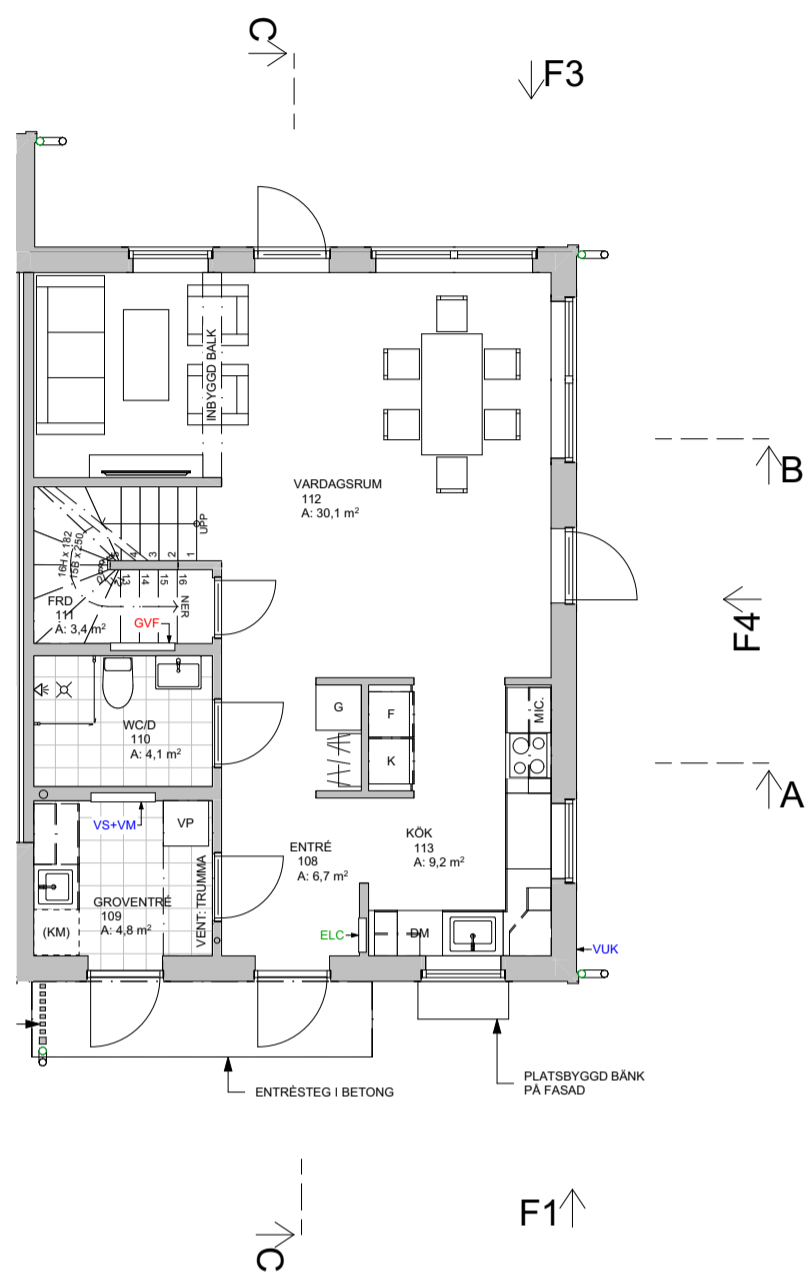 C
F3
INBYGGD BALK
B
VARDAGSRUM
112
A: 30,1 m²
UPP
1
2
3
4
5
16H x 182
15B x 250
13
14
15
16
NER
FRD
111
A: 3,4 m²
GVF
F4
WC/D
110
A: 4,1 m²
G
F
K
MIC.
A
VS+VM
VP
ENTRÉ
108
A: 6,7 m²
KÖK
113
A: 9,2 m²
GROVENTRÉ
109
A: 4,8 m²
VENT: TRUMMA
(KM)
ELC
DM
VUK
ENTRÉSTEG I BETONG
PLATSBYGGD BÄNK
PÅ FASAD
F1
C